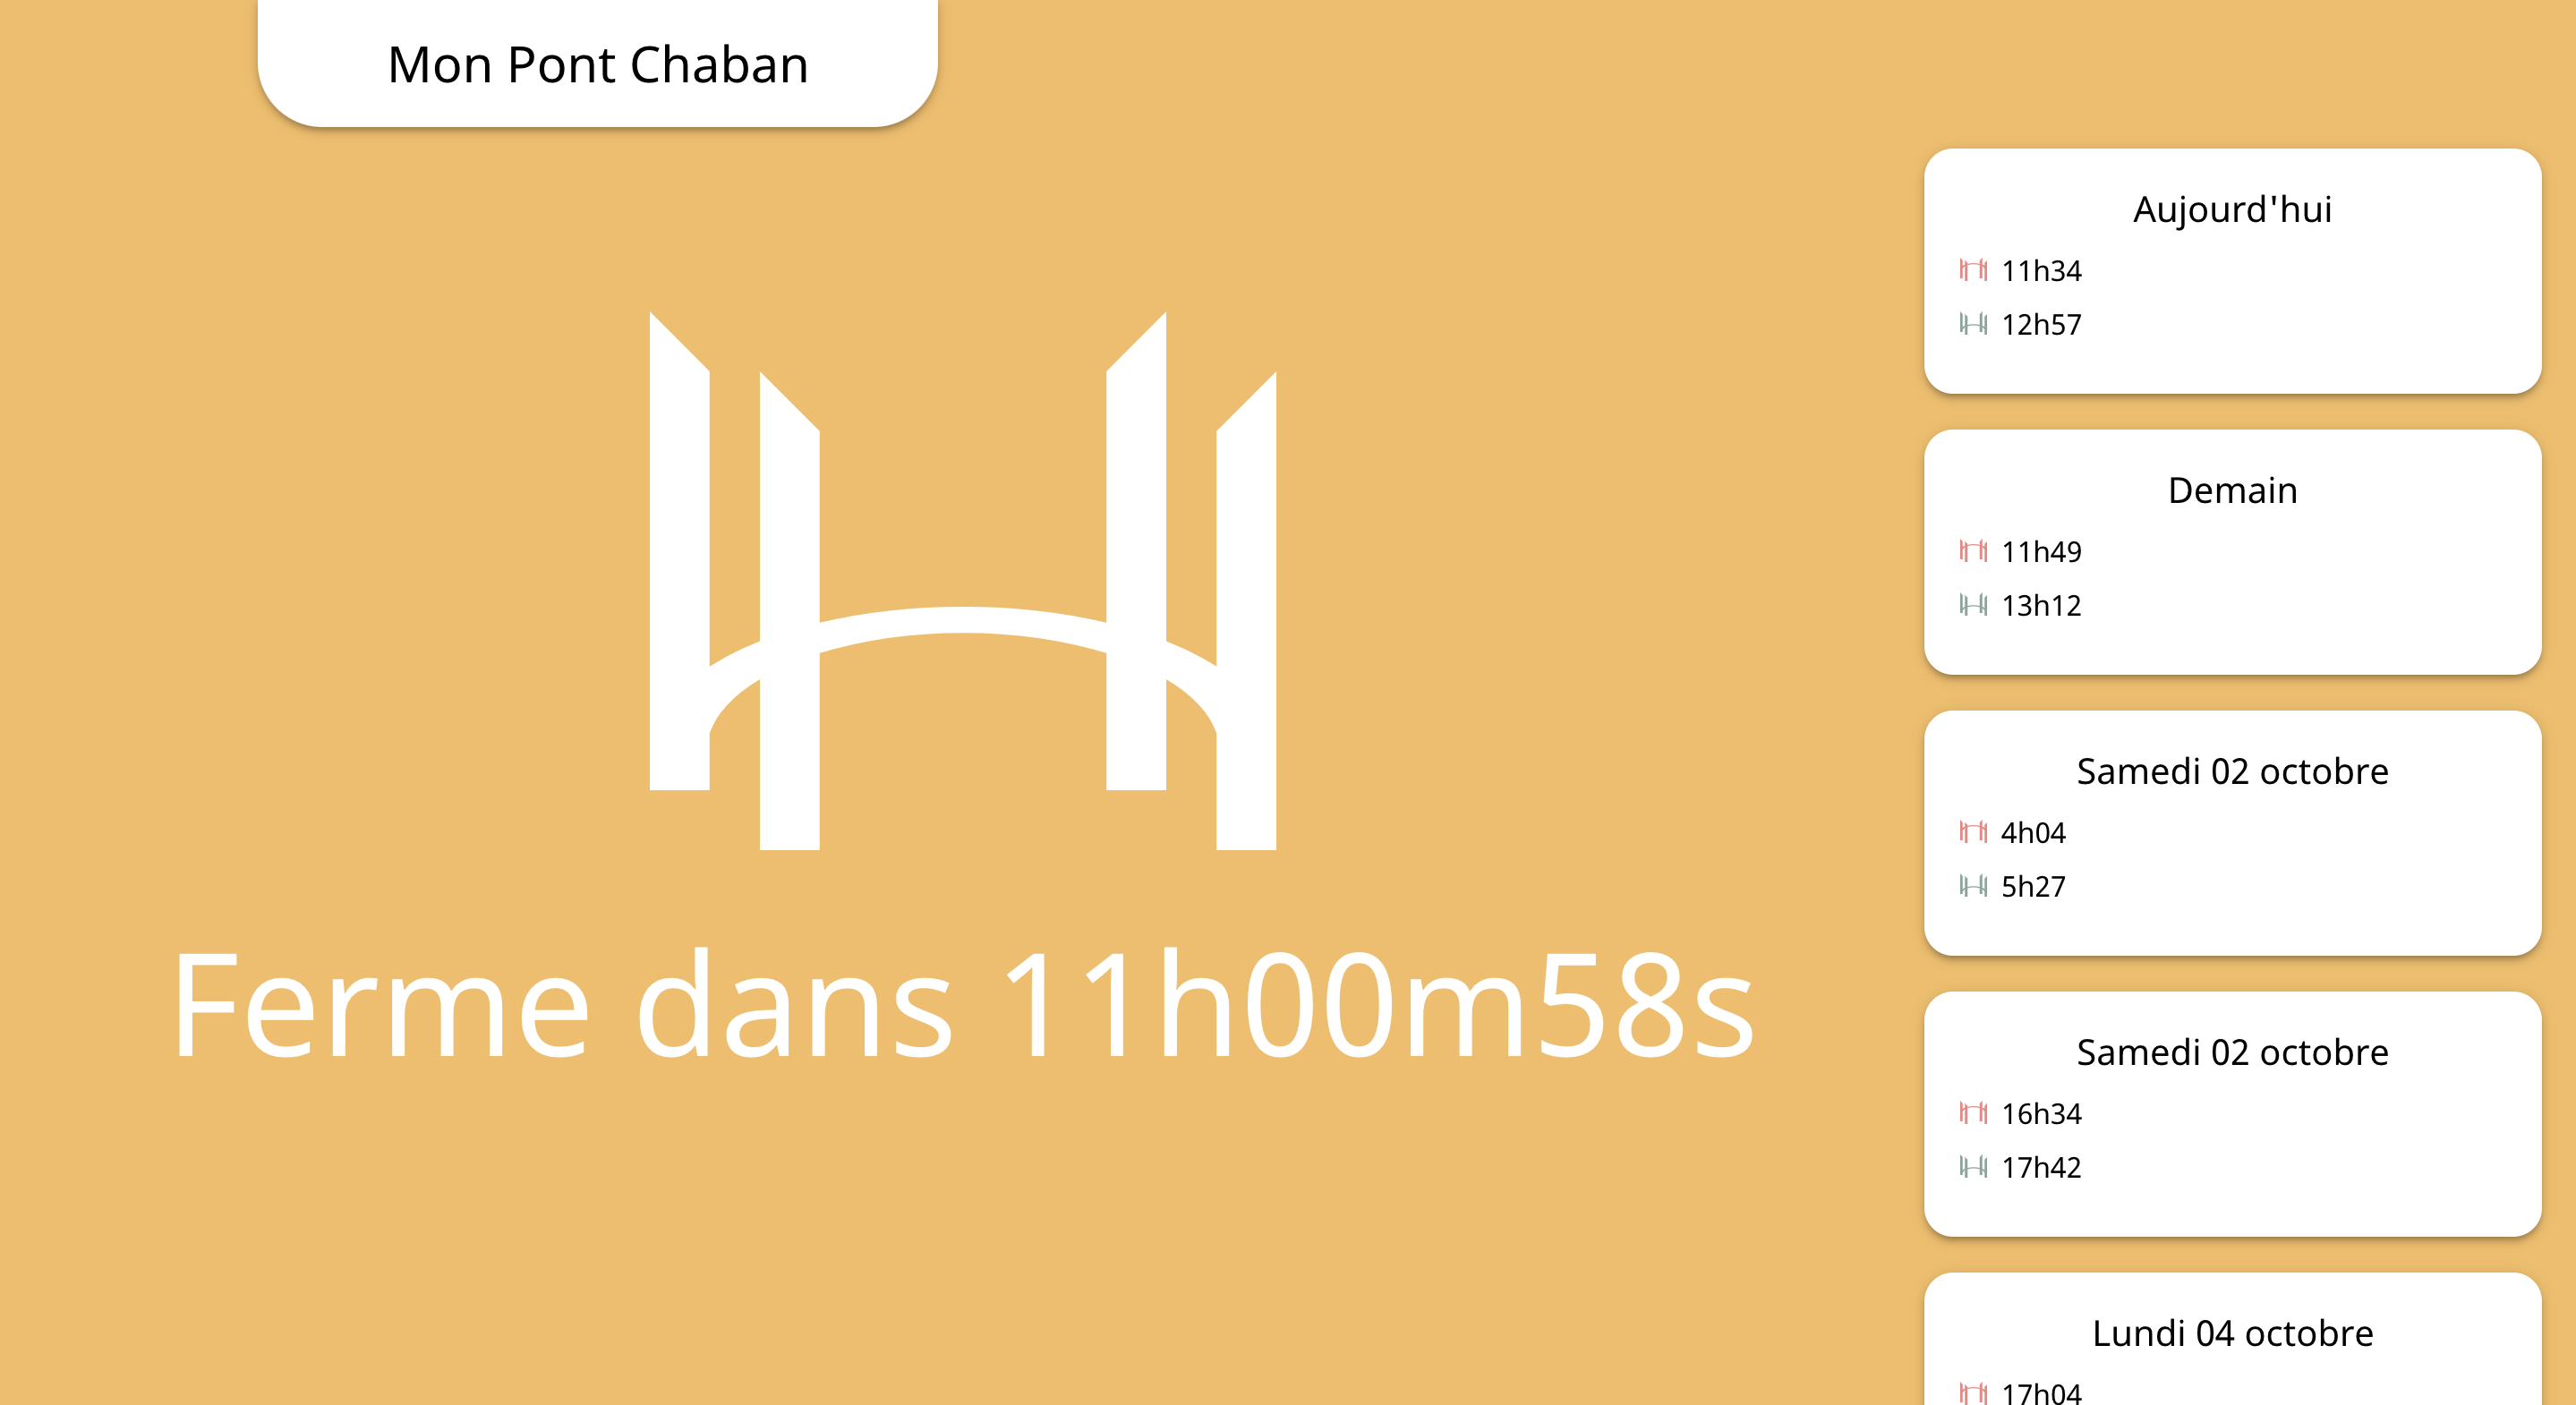 Mon Pont Chaban
Ferme dans 11h00m58s
Aujourd'hui
11h34
12h57
Demain
11h49
13h12
Samedi 02 octobre
4h04
5h27
Samedi 02 octobre
16h34
17h42
Lundi 04 octobre
17h04